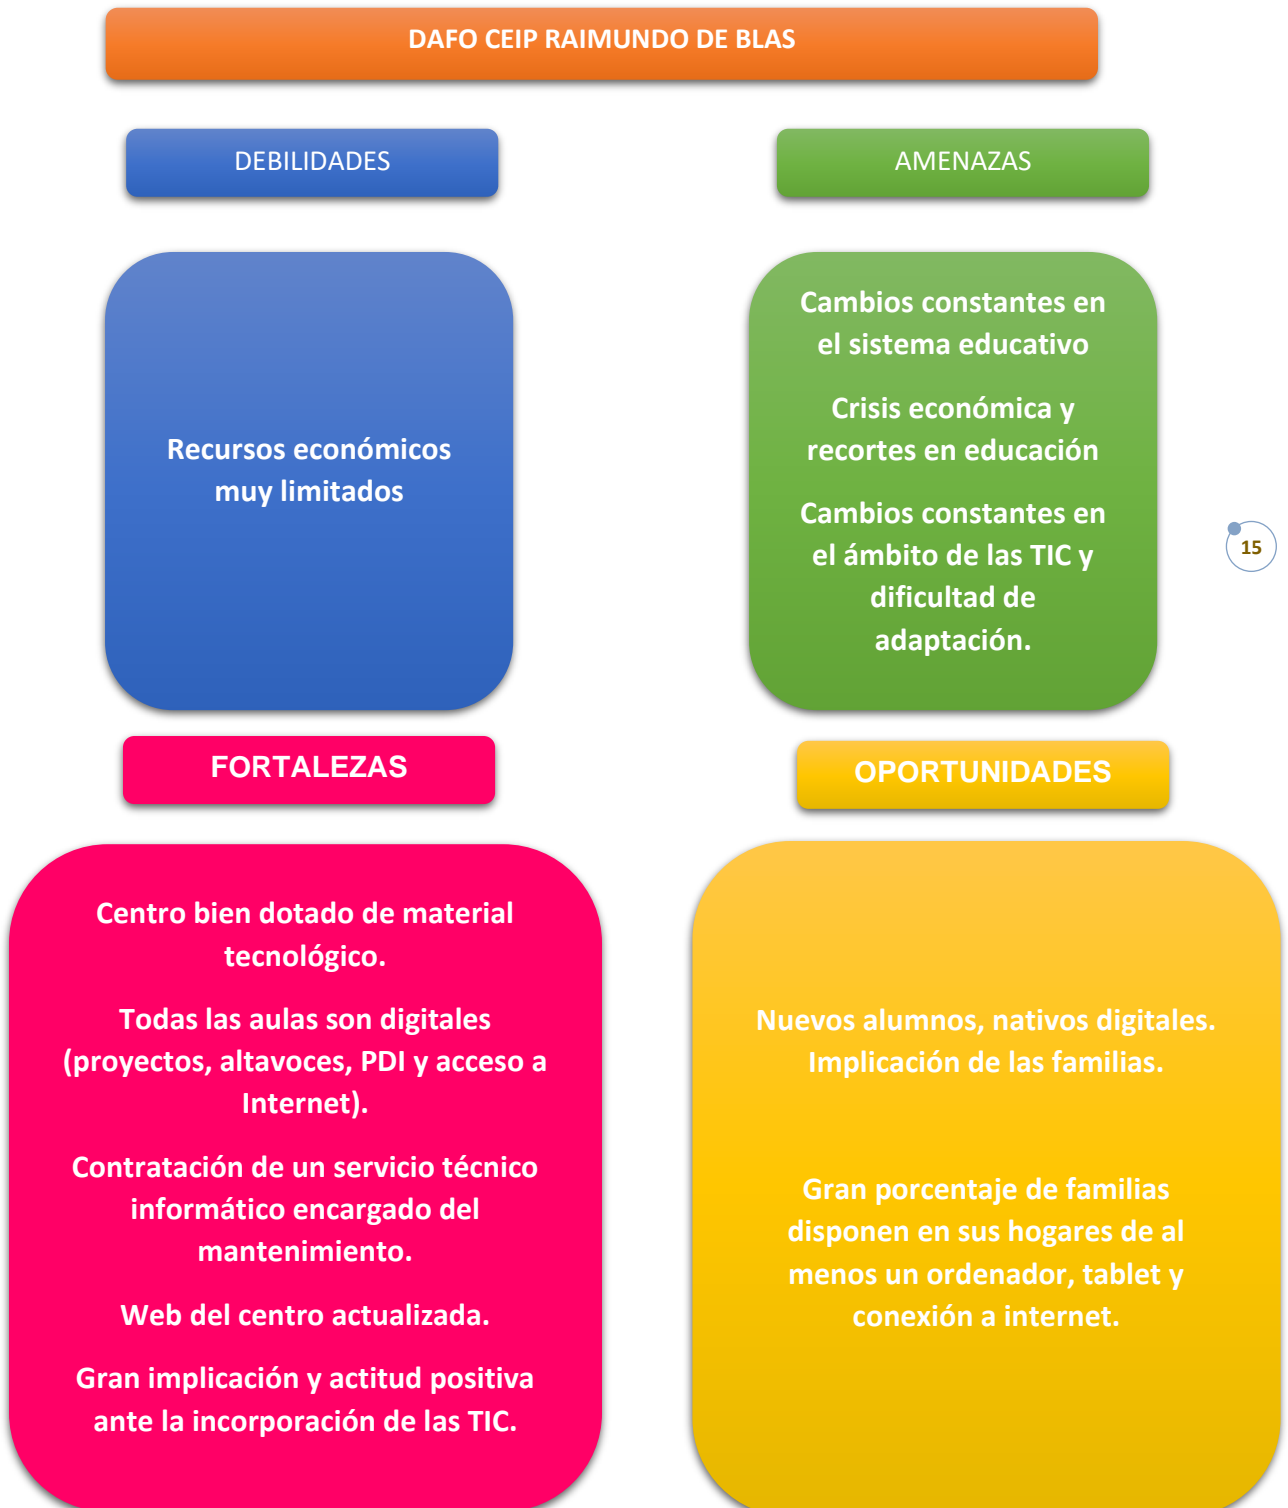 DAFO CEIP RAIMUNDO DE BLAS
DEBILIDADES
AMENAZAS
Recursos económicos
muy limitados
Cambios constantes en
el sistema educativo
Crisis económica y
recortes en educación
Cambios constantes en
el ámbito de las TIC y
dificultad de
adaptación.
15
FORTALEZAS
OPORTUNIDADES
Centro bien dotado de material
tecnológico.
Todas las aulas son digitales
(proyectos, altavoces, PDI y acceso a
Internet).
Contratación de un servicio técnico
informático encargado del
mantenimiento.
Web del centro actualizada.
Gran implicación y actitud positiva
ante la incorporación de las TIC.
Nuevos alumnos, nativos digitales.
Implicación de las familias.
Gran porcentaje de familias
disponen en sus hogares de al
menos un ordenador, tablet y
conexión a internet.